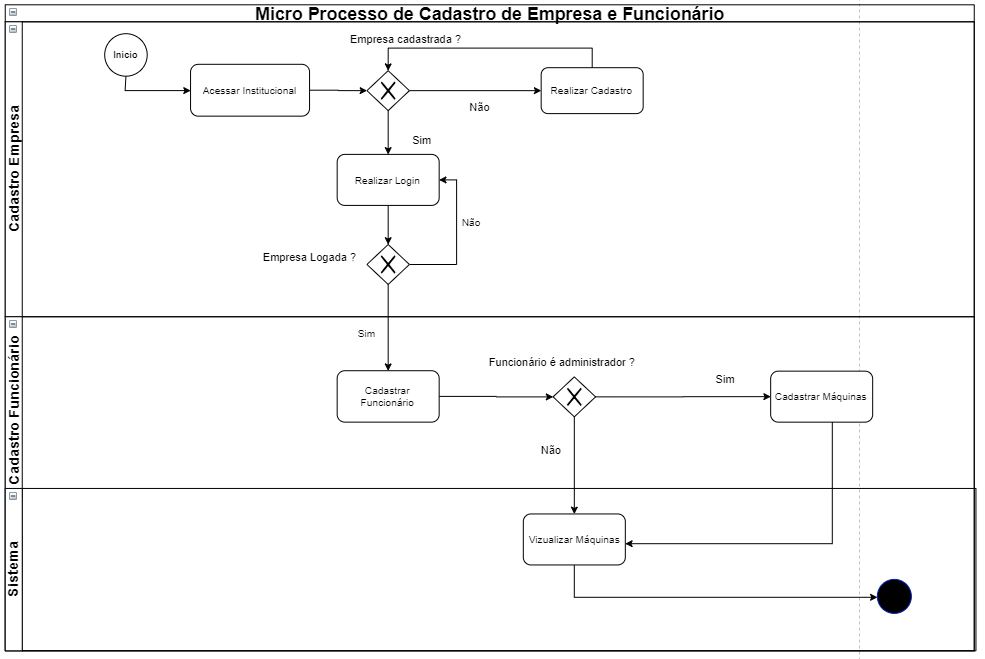 Micro Processo de Cadastro de Empresa e Funcionário
Cadastro Empresa
Inicio
Empresa cadastrada ?
Acessar Institucional
Realizar Cadastro
Não
Sim
Realizar Login
Não
Empresa Logada ?
Cadastro Funcionário
Sim
Funcionário é administrador ?
Sim
Cadastrar
Funcionário
Cadastrar Máquinas
Não
Sistema
Vizualizar Máquinas